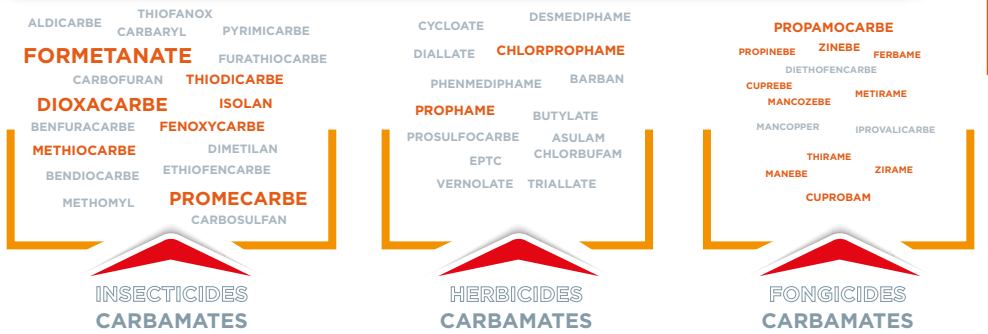 ALDICARBE
THIOFANOX
CARBARYL
PYRIMICARBE
FORMETANATE
FURATHIOCARBE
CARBOFURAN
THIODICARBE
DIOXACARBE
ISOLAN
BENFURACARBE
FENOXYCARBE
METHIOCARBE
DIMETILAN
BENDIOCARBE
ETHIOFENCARBE
METHOMYL
PROMECARBE
CARBOSULFAN
INSECTICIDES
CARBAMATES
CYCLOATE
DESMEDIPHAME
DIALLATE
CHLORPROPHAME
PHENMEDIPHAME
BARBAN
PROPHAME
BUTYLATE
PROSULFOCARBE
ASULAM
EPTC
CHLORBUFAM
VERNOLATE
TRIALLATE
HERBICIDES
CARBAMATES
PROPAMOCARBE
PROPINEBE
ZINEBE
FERBAME
DIETHOFENCARBE
CUPREBE
METIRAME
MANCOZEBE
MANCOPPER
IPROVALICARBE
THIRAME
MANEBE
ZIRAME
CUPROBAM
FONGICIDES
CARBAMATES